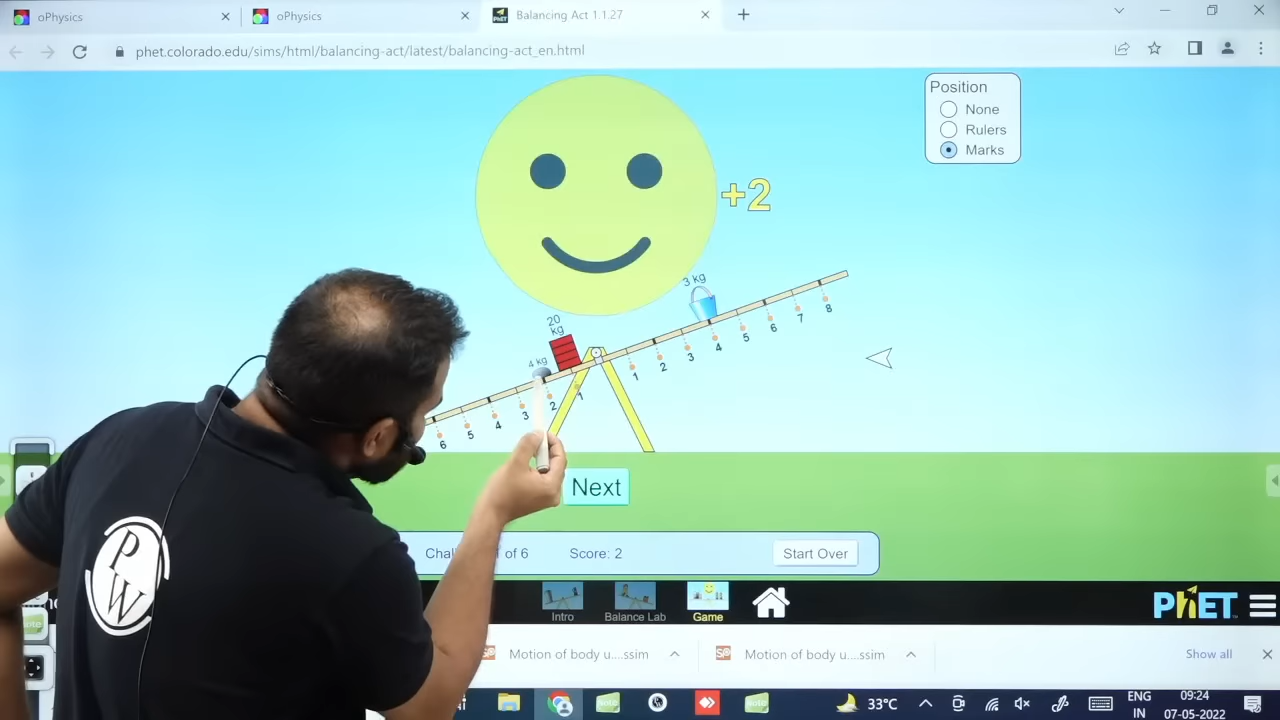 oPhysics
oPhysics
Balancing Act 1.1.27
phet.colorado.edu/sims/html/balancing-act/latest/balancing-act_en.html
Position
None
Rulers
Marks
+2
3 kg
20
kg
4 kg
6 5 4 3 2 1 1 2 3 4 5 6 7 8
Next
of 6
Score: 2
Start Over
PW
Intro
Balance Lab
Game
PhET
Motion of body u....ssim
Motion of body u....ssim
Show all
33°C
ENG
IN
09:24
07-05-2022